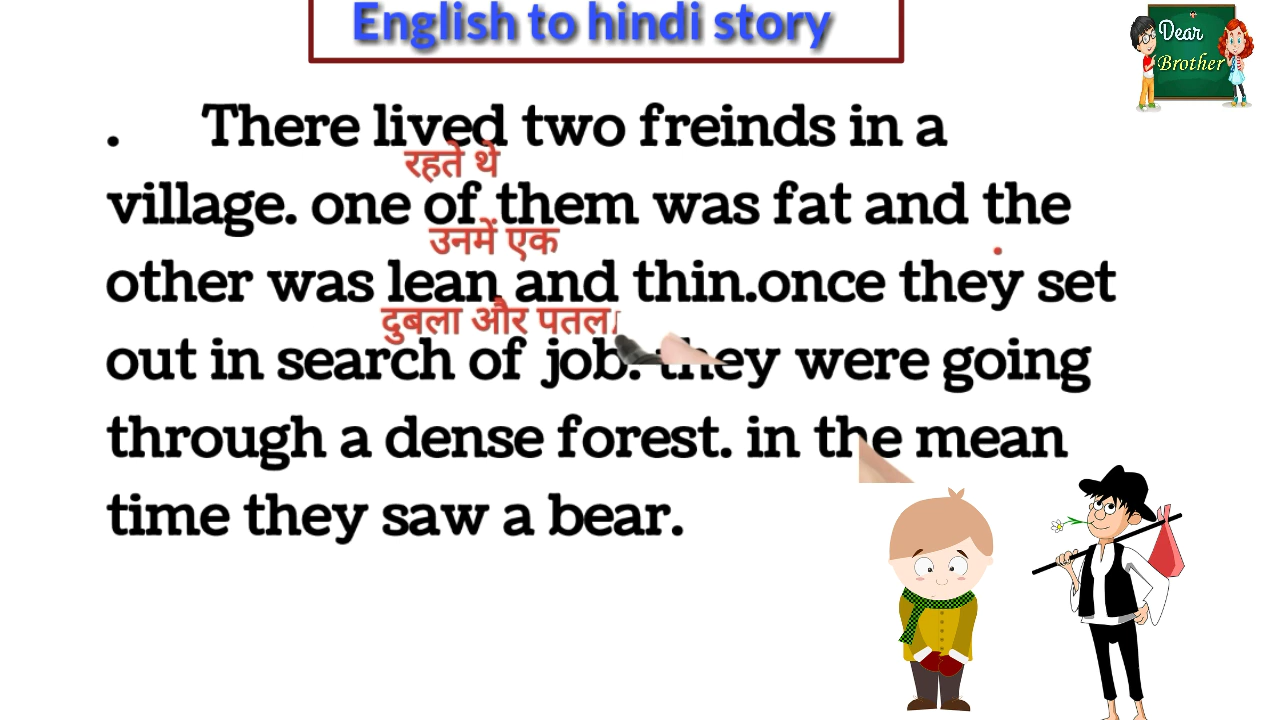 English to hindi story
Dear
Brother
. There lived two freinds in a
रहते थे
village. one of them was fat and the
उनमें एक
other was lean and thin.once they set
दुबला और पतला
out in search of job. they were going
through a dense forest. in the mean
time they saw a bear.